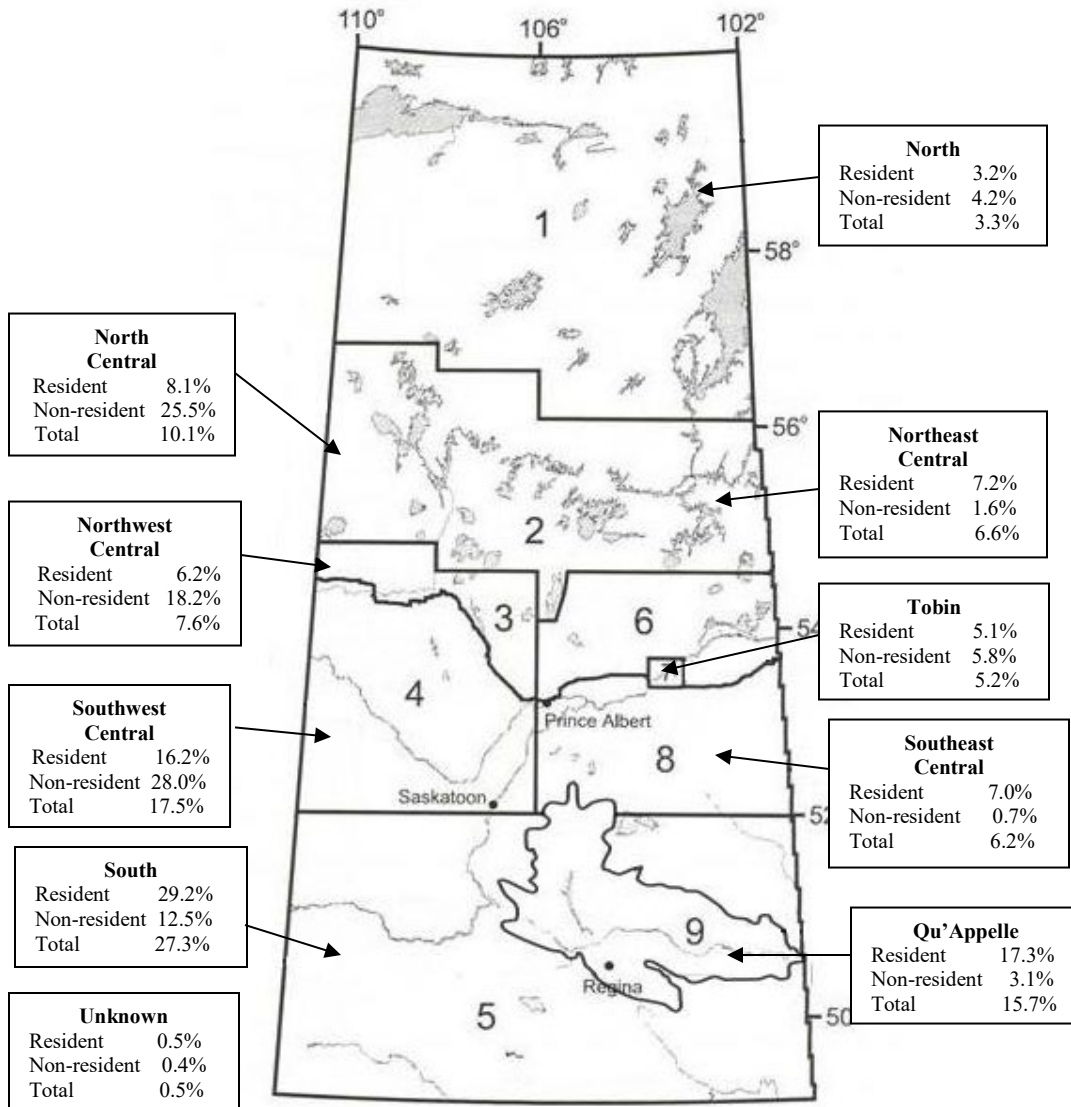 110°
106°
102°
North
Resident 3.2%
Non-resident 4.2%
Total 3.3%
1
58°
North
Central
Resident 8.1%
Non-resident 25.5%
Total 10.1%
56°
Northeast
Central
Resident 7.2%
Non-resident 1.6%
Total 6.6%
2
Northwest
Central
Resident 6.2%
Non-resident 18.2%
Total 7.6%
3
6
54
Tobin
Resident 5.1%
Non-resident 5.8%
Total 5.2%
7
4
Prince Albert
Southwest
Central
Resident 16.2%
Non-resident 28.0%
Total 17.5%
8
Southeast
Central
Resident 7.0%
Non-resident 0.7%
Total 6.2%
Saskatoon
52
South
Resident 29.2%
Non-resident 12.5%
Total 27.3%
9
Qu’Appelle
Resident 17.3%
Non-resident 3.1%
Total 15.7%
Regina
5
50
Unknown
Resident 0.5%
Non-resident 0.4%
Total 0.5%